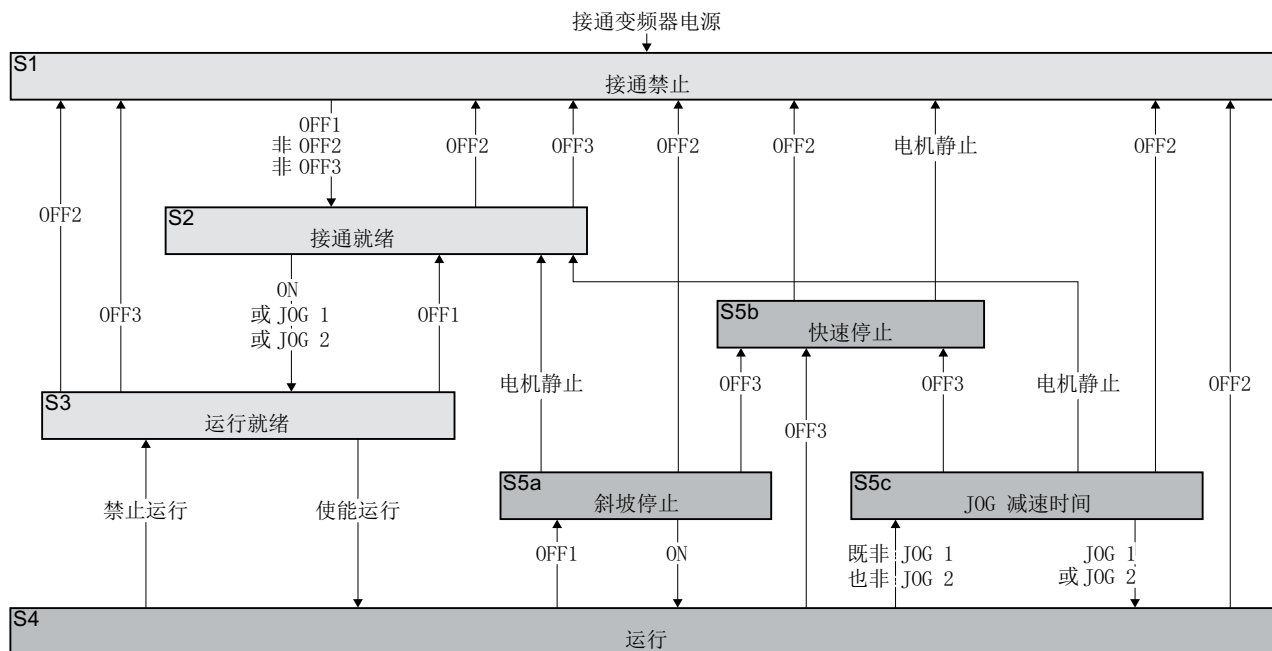 接通变频器电源
S1
接通禁止
OFF1
非 OFF2
非 OFF3
OFF2
OFF3
OFF2
OFF2
电机静止
OFF2
OFF2
OFF3
S2
接通就绪
ON
或 JOG 1
或 JOG 2
OFF1
S5b
快速停止
电机静止
OFF3
OFF3
电机静止
OFF2
OFF3
S3
运行就绪
S5a
斜坡停止
S5c
JOG 减速时间
禁止运行
使能运行
OFF1
ON
既非 JOG 1
也非 JOG 2
JOG 1
或 JOG 2
S4
运行